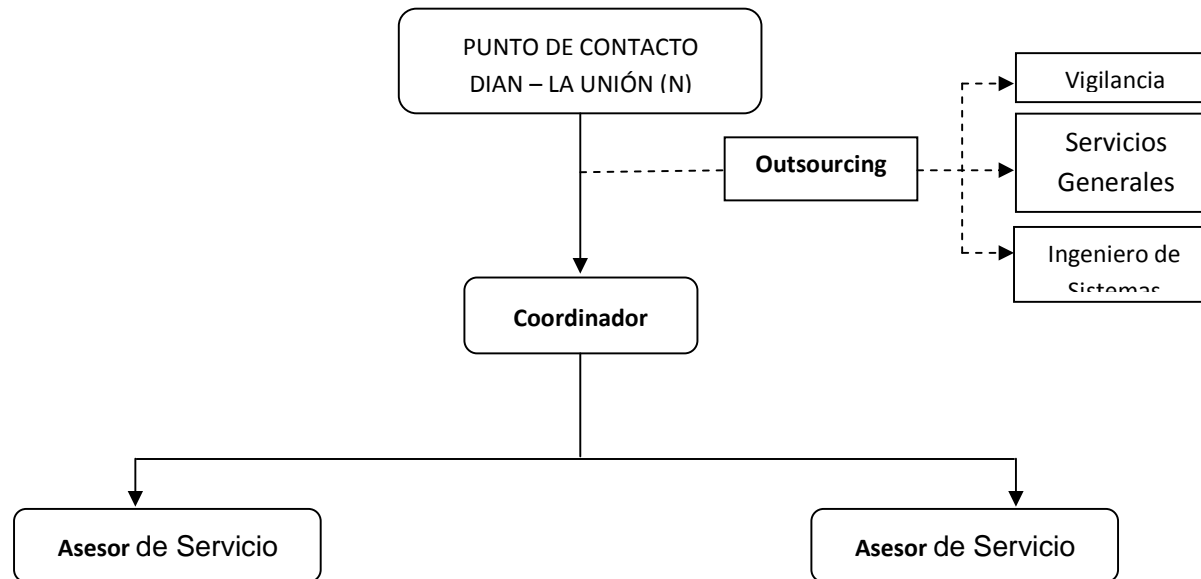 PUNTO DE CONTACTO
DIAN – LA UNIÓN (N)
Vigilancia
Outsourcing
Servicios
Generales
Ingeniero de
Sistemas
Coordinador
Asesor de Servicio
Asesor de Servicio